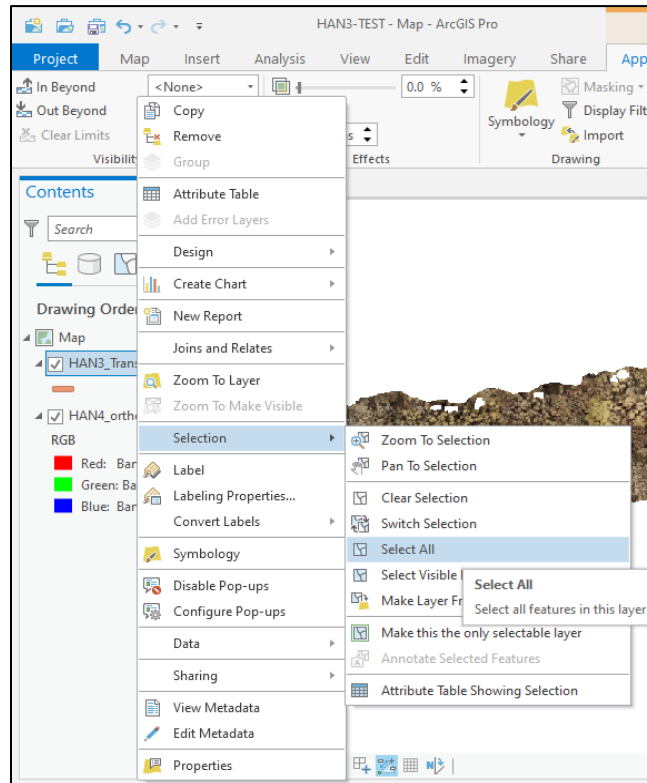 HAN3-TEST - Map - ArcGIS Pro
Project Map Insert Analysis View Edit Imagery Share App
In Beyond
<None>
0.0 %
Out Beyond
Clear Limits
Symbology
Masking
Display Filt
Import
Effects
Drawing
Contents
Search
Drawing Orde
Map
HAN3_Trans
HAN4_ortho
RGB
Red: Ban
Green: Ba
Blue: Ban
Copy
Remove
Group
Attribute Table
Add Error Layers
Design
Create Chart
New Report
Joins and Relates
Zoom To Layer
Zoom To Make Visible
Selection
Label
Labeling Properties...
Convert Labels
Symbology
Disable Pop-ups
Configure Pop-ups
Data
Sharing
View Metadata
Edit Metadata
Properties
Zoom To Selection
Pan To Selection
Clear Selection
Switch Selection
Select All
Select Visible
Make Layer Fr
Make this the only selectable layer
Annotate Selected Features
Attribute Table Showing Selection
Select All
Select all features in this layer